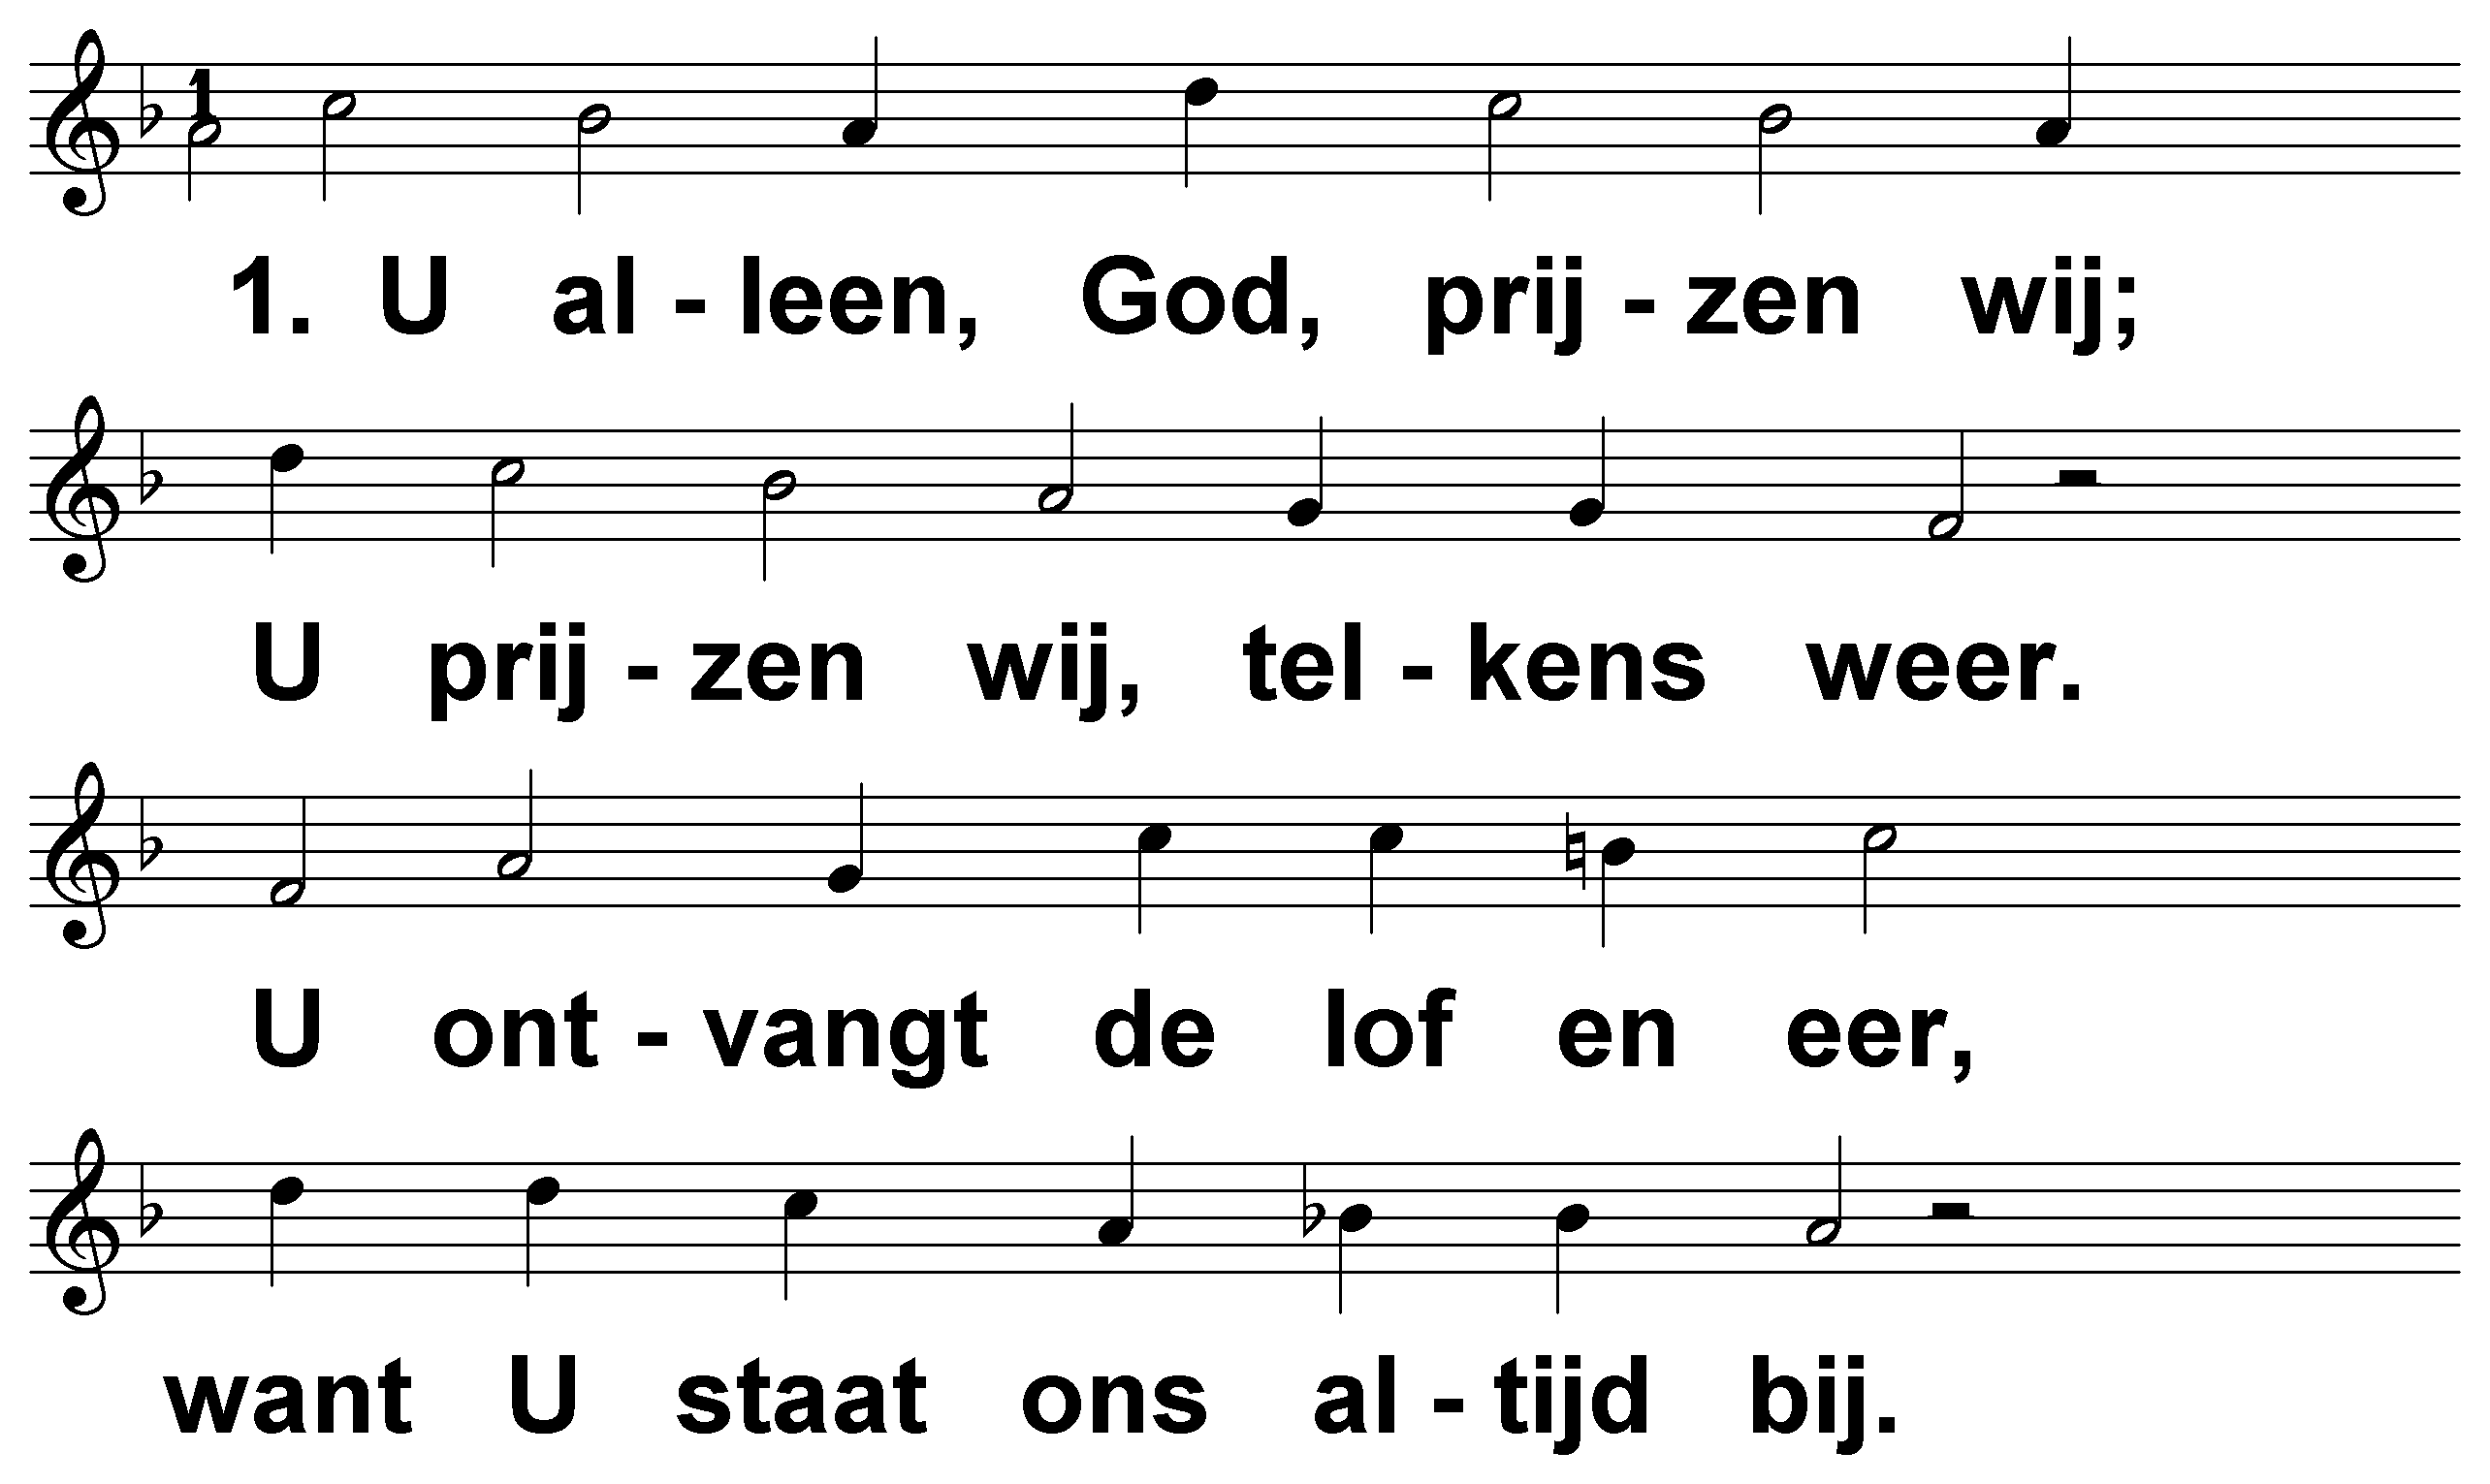 1
1. U al - leen, God, prij - zen wij;
U prij - zen wij, tel - kens weer.
U ont - vangt de lof en eer,
want U staat ons al - tijd bij.